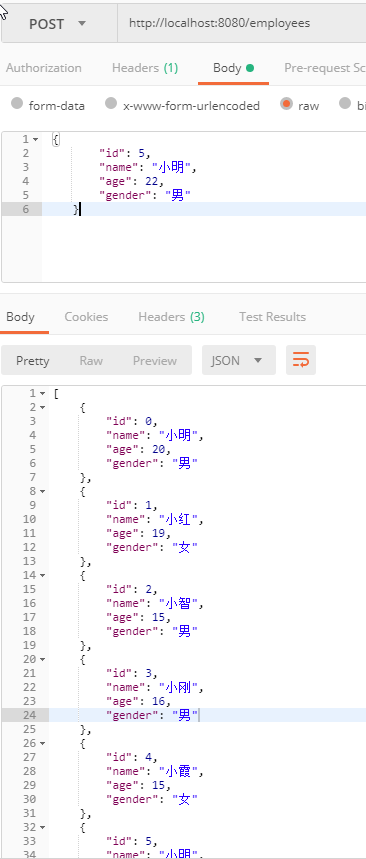 POST http://localhost:8080/employees
Authorization Headers (1) Body Pre-request Sc
form-data x-www-form-urlencoded raw bi
1 {
2 "id": 5,
3 "name": "小明",
4 "age": 22,
5 "gender": "男"
6 }
Body Cookies Headers (3) Test Results
Pretty Raw Preview JSON
1 [
2 {
3 "id": 0,
4 "name": "小明",
5 "age": 20,
6 "gender": "男"
7 },
8 {
9 "id": 1,
10 "name": "小红",
11 "age": 19,
12 "gender": "女"
13 },
14 {
15 "id": 2,
16 "name": "小智",
17 "age": 15,
18 "gender": "男"
19 },
20 {
21 "id": 3,
22 "name": "小刚",
23 "age": 16,
24 "gender": "男"
25 },
26 {
27 "id": 4,
28 "name": "小霞",
29 "age": 15,
30 "gender": "女"
31 },
32 {
33 "id": 5,
34 "name": "小明",